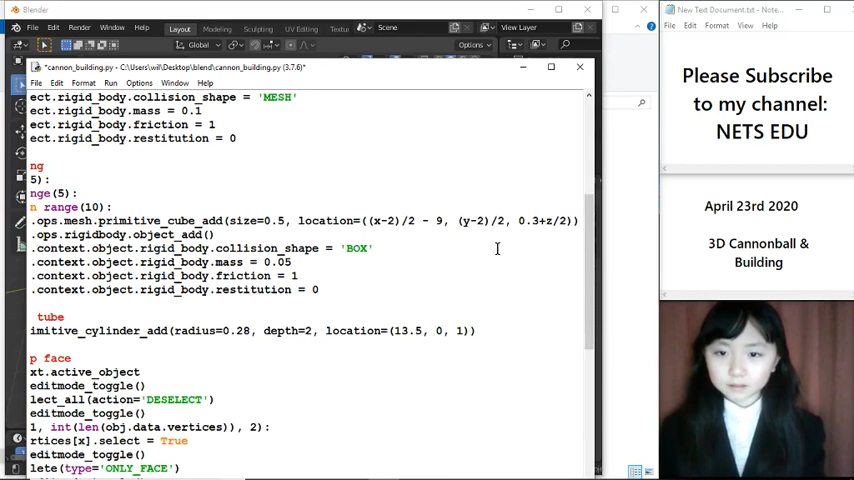 Blender
File Edit Render Window Help Layout Modeling Sculpting UV Editing Scene View Layer
Global Options
*cannon_building.py - C:\Users\wil\Desktop\blend\cannon_building.py (3.7.6)*
File Edit Format Run Options Window Help
ect.rigid_body.collision_shape = 'MESH'
ect.rigid_body.mass = 0.1
ect.rigid_body.friction = 1
ect.rigid_body.restitution = 0
ng
5):
nge(5):
n range(10):
.ops.mesh.primitive_cube_add(size=0.5, location=((x-2)/2 - 9, (y-2)/2, 0.3+z/2))
.ops.rigidbody.object_add()
.context.object.rigid_body.collision_shape = 'BOX'
.context.object.rigid_body.mass = 0.05
.context.object.rigid_body.friction = 1
.context.object.rigid_body.restitution = 0
tube
imitive_cylinder_add(radius=0.28, depth=2, location=(13.5, 0, 1))
p face
xt.active_object
editmode_toggle()
lect_all(action='DESELECT')
editmode_toggle()
1, int(len(obj.data.vertices)), 2):
rtices[x].select = True
editmode_toggle()
lete(type='ONLY_FACE')
New Text Document.txt - Note...
File Edit Format View Help
Please Subscribe
to my channel:
NETS EDU
April 23rd 2020
3D Cannonball &
Building